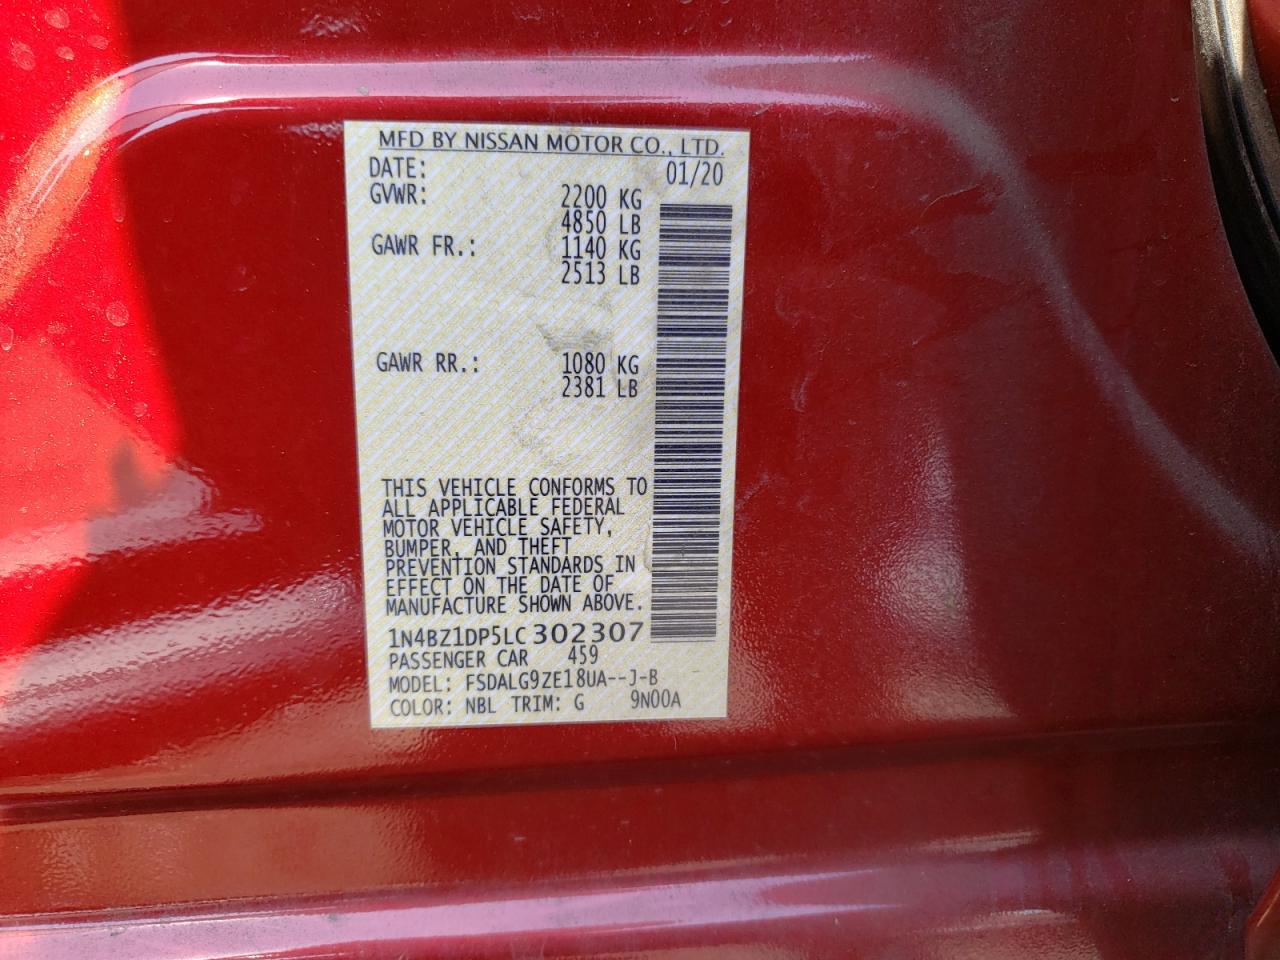 MFD BY NISSAN MOTOR CO., LTD.
DATE: 01/20
GVWR: 2200 KG
4850 LB
GAWR FR.: 1140 KG
2513 LB
GAWR RR.: 1080 KG
2381 LB
THIS VEHICLE CONFORMS TO
ALL APPLICABLE FEDERAL
MOTOR VEHICLE SAFETY,
BUMPER, AND THEFT
PREVENTION STANDARDS IN
EFFECT ON THE DATE OF
MANUFACTURE SHOWN ABOVE.
1N4BZ1DP5LC302307
PASSENGER CAR 459
MODEL: FSDALG9ZE18UA--J-B
COLOR: NBL TRIM: G 9N00A